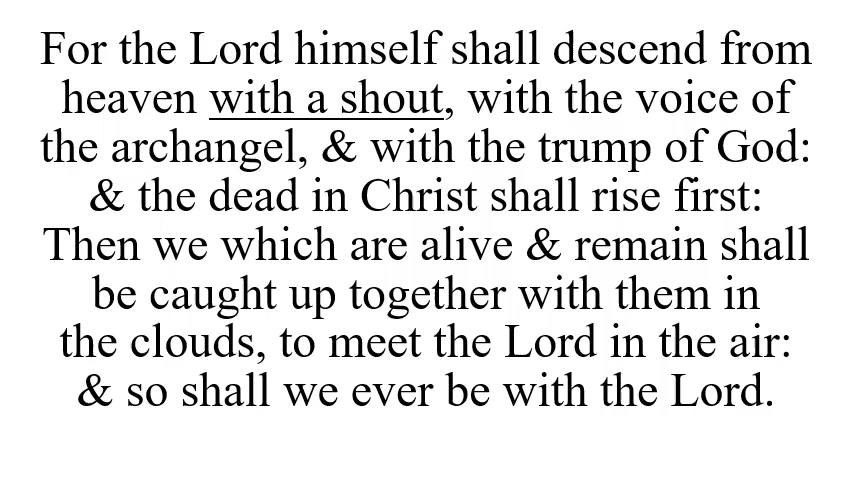 For the Lord himself shall descend from
heaven with a shout, with the voice of
the archangel, & with the trump of God:
& the dead in Christ shall rise first:
Then we which are alive & remain shall
be caught up together with them in
the clouds, to meet the Lord in the air:
& so shall we ever be with the Lord.